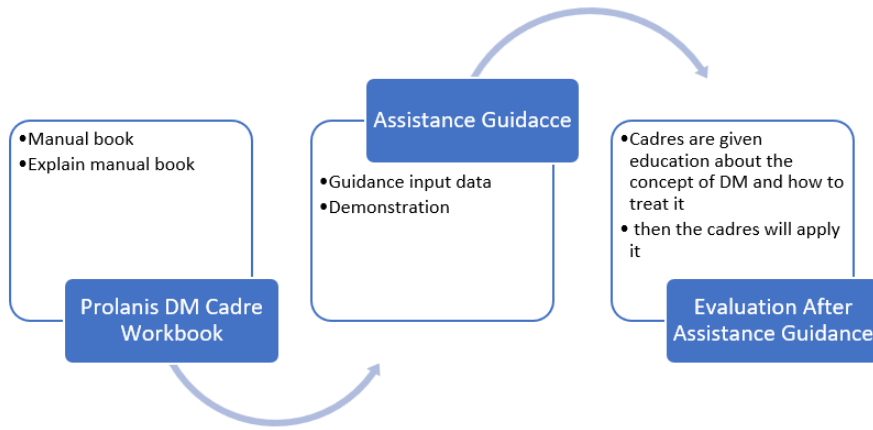 •Manual book
•Explain manual book
Prolanis DM Cadre
Workbook
Assistance Guidacce
•Guidance input data
•Demonstration
•Cadres are given
education about the
concept of DM and how to
treat it
• then the cadres will apply
it
Evaluation After
Assistance Guidance